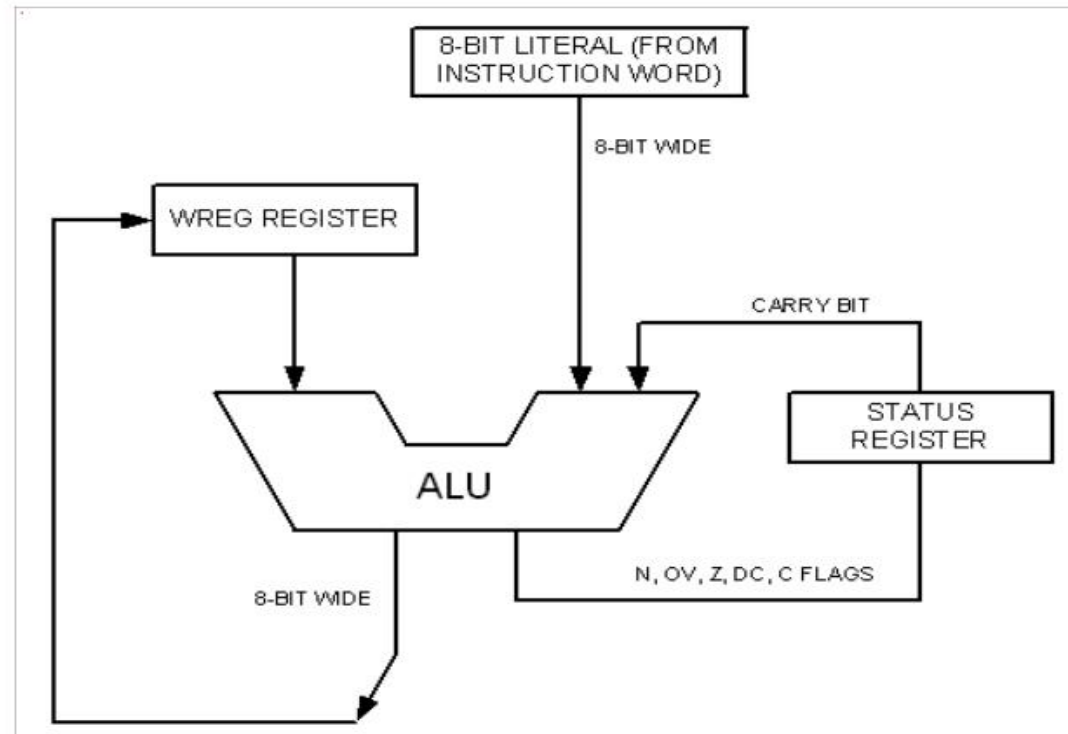 8-BIT LITERAL (FROM
INSTRUCTION WORD)
8-BIT WIDE
WREG REGISTER
CARRY BIT
STATUS
REGISTER
ALU
N, OV, Z, DC, C FLAGS
8-BIT WIDE